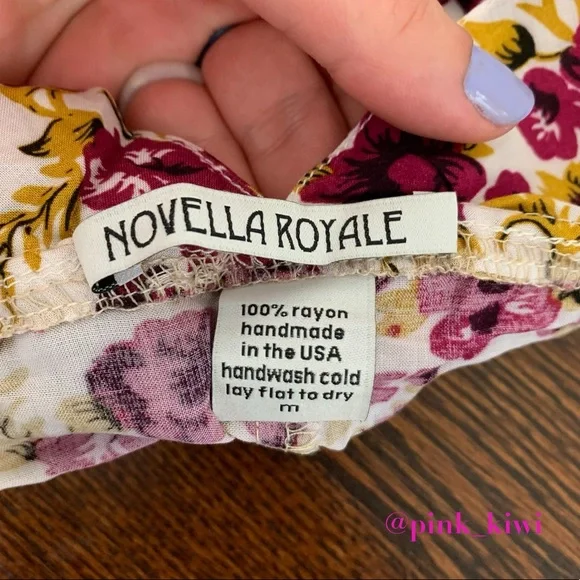 NOVELLA ROYALE
100% rayon
handmade
in the USA
handwash cold
lay flat to dry
m
@pink_kiwi